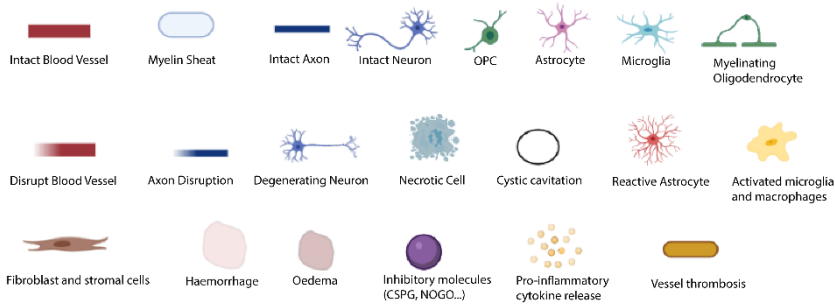 Intact Blood Vessel
Myelin Sheat
Intact Axon
Intact Neuron
OPC
Astrocyte
Microglia
Myelinating
Oligodendrocyte
Disrupt Blood Vessel
Axon Disruption
Degenerating Neuron
Necrotic Cell
Cystic cavitation
Reactive Astrocyte
Activated microglia
and macrophages
Fibroblast and stromal cells
Haemorrhage
Oedema
Inhibitory molecules
(CSPG, NOGO...)
Pro-inflammatory
cytokine release
Vessel thrombosis